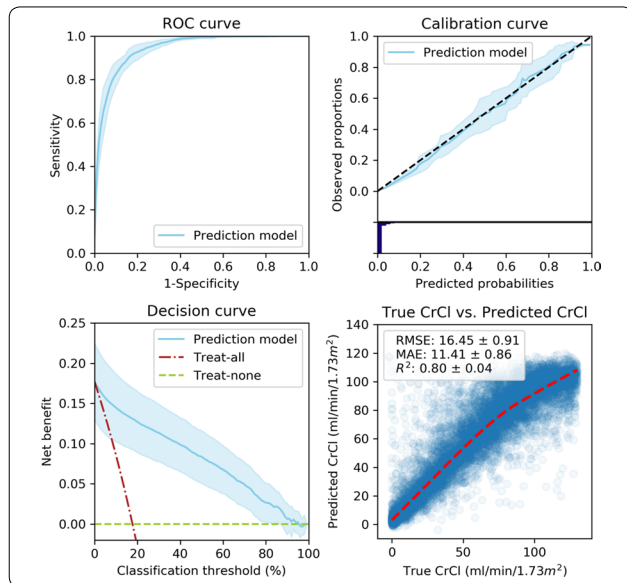 ROC curve
1.0
0.8
0.6
0.4
0.2
0.0
Sensitivity
Prediction model
0.0 0.2 0.4 0.6 0.8 1.0
1-Specificity
Calibration curve
1.0
0.8
0.6
0.4
0.2
0.0
Observed proportions
Prediction model
0.0 0.2 0.4 0.6 0.8 1.0
Predicted probabilities
Decision curve
0.25
0.20
0.15
0.10
0.05
0.00
Net benefit
Prediction model
Treat-all
Treat-none
0 20 40 60 80 100
Classification threshold (%)
True CrCl vs. Predicted CrCl
140
120
100
80
60
40
20
0
Predicted CrCl (ml/min/1.73m²)
RMSE: 16.45 ± 0.91
MAE: 11.41 ± 0.86
R²: 0.80 ± 0.04
0 50 100
True CrCl (ml/min/1.73m²)